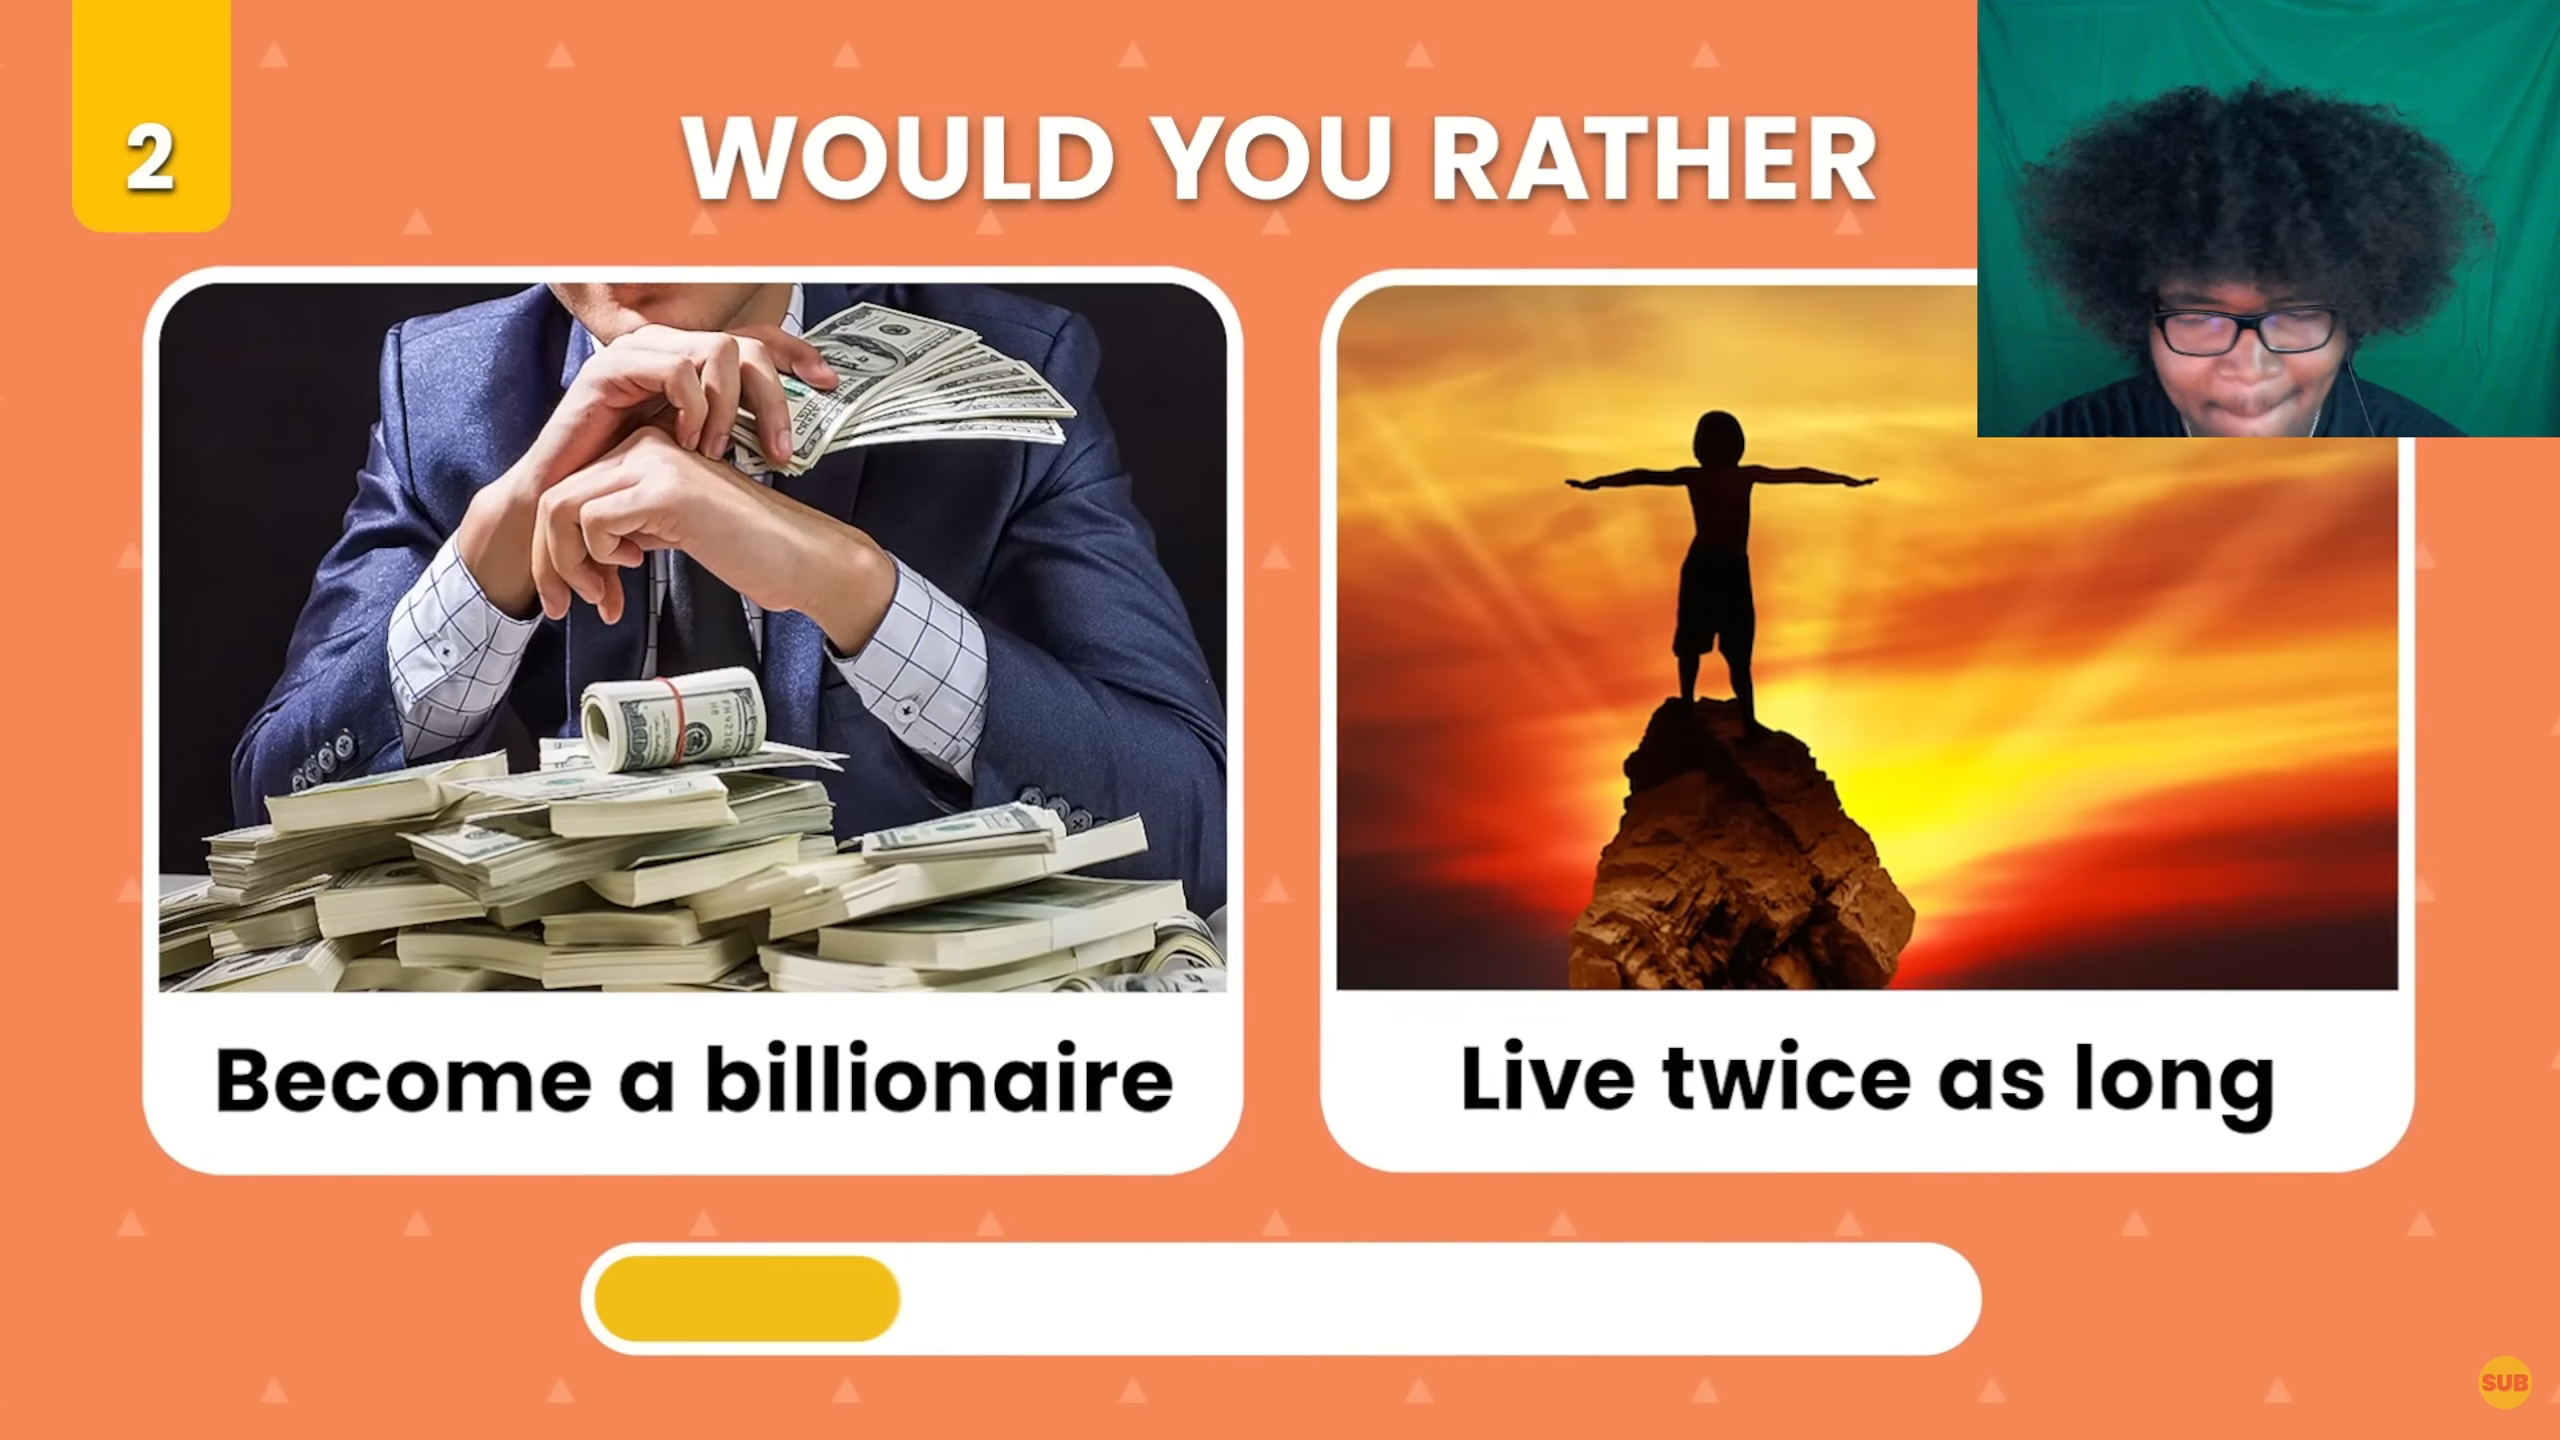 2
WOULD YOU RATHER
Become a billionaire
Live twice as long
SUB